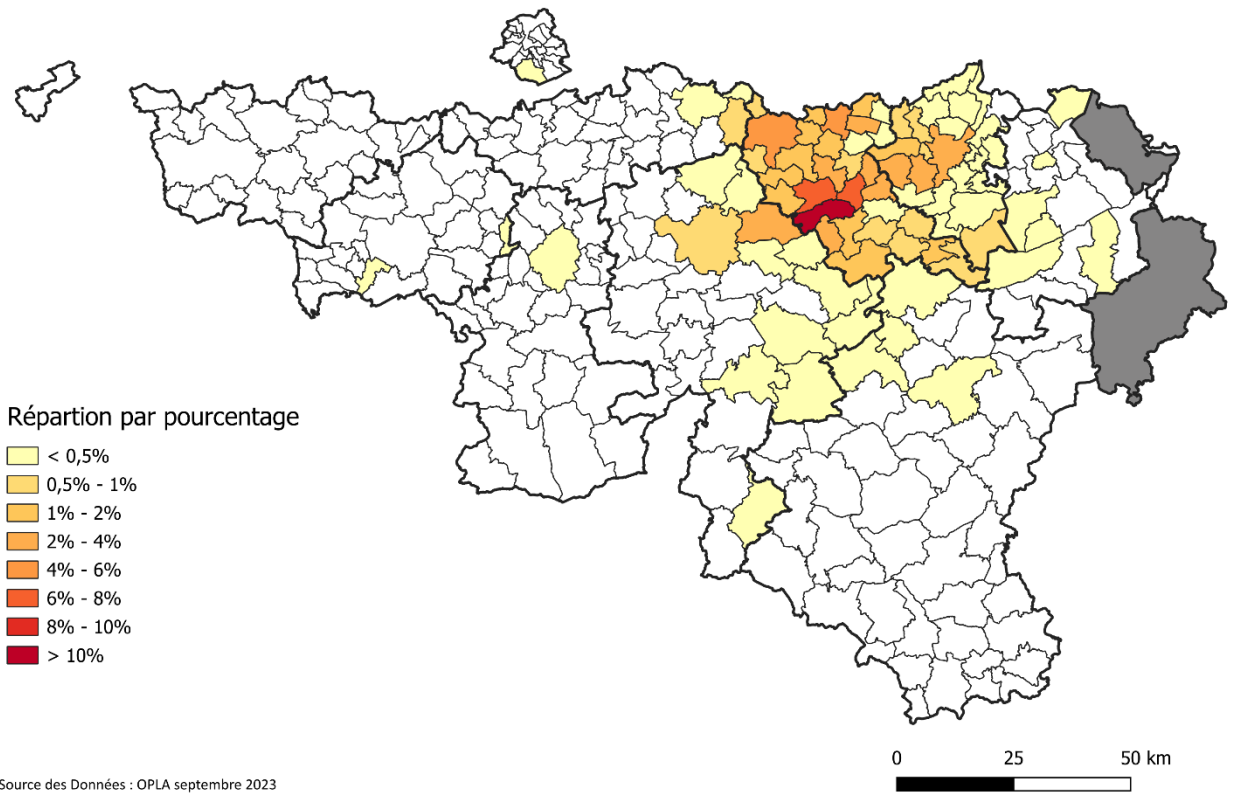 Répartion par pourcentage
< 0,5%
0,5% - 1%
1% - 2%
2% - 4%
4% - 6%
6% - 8%
8% - 10%
> 10%
0 25 50 km
Source des Données : OPLA septembre 2023